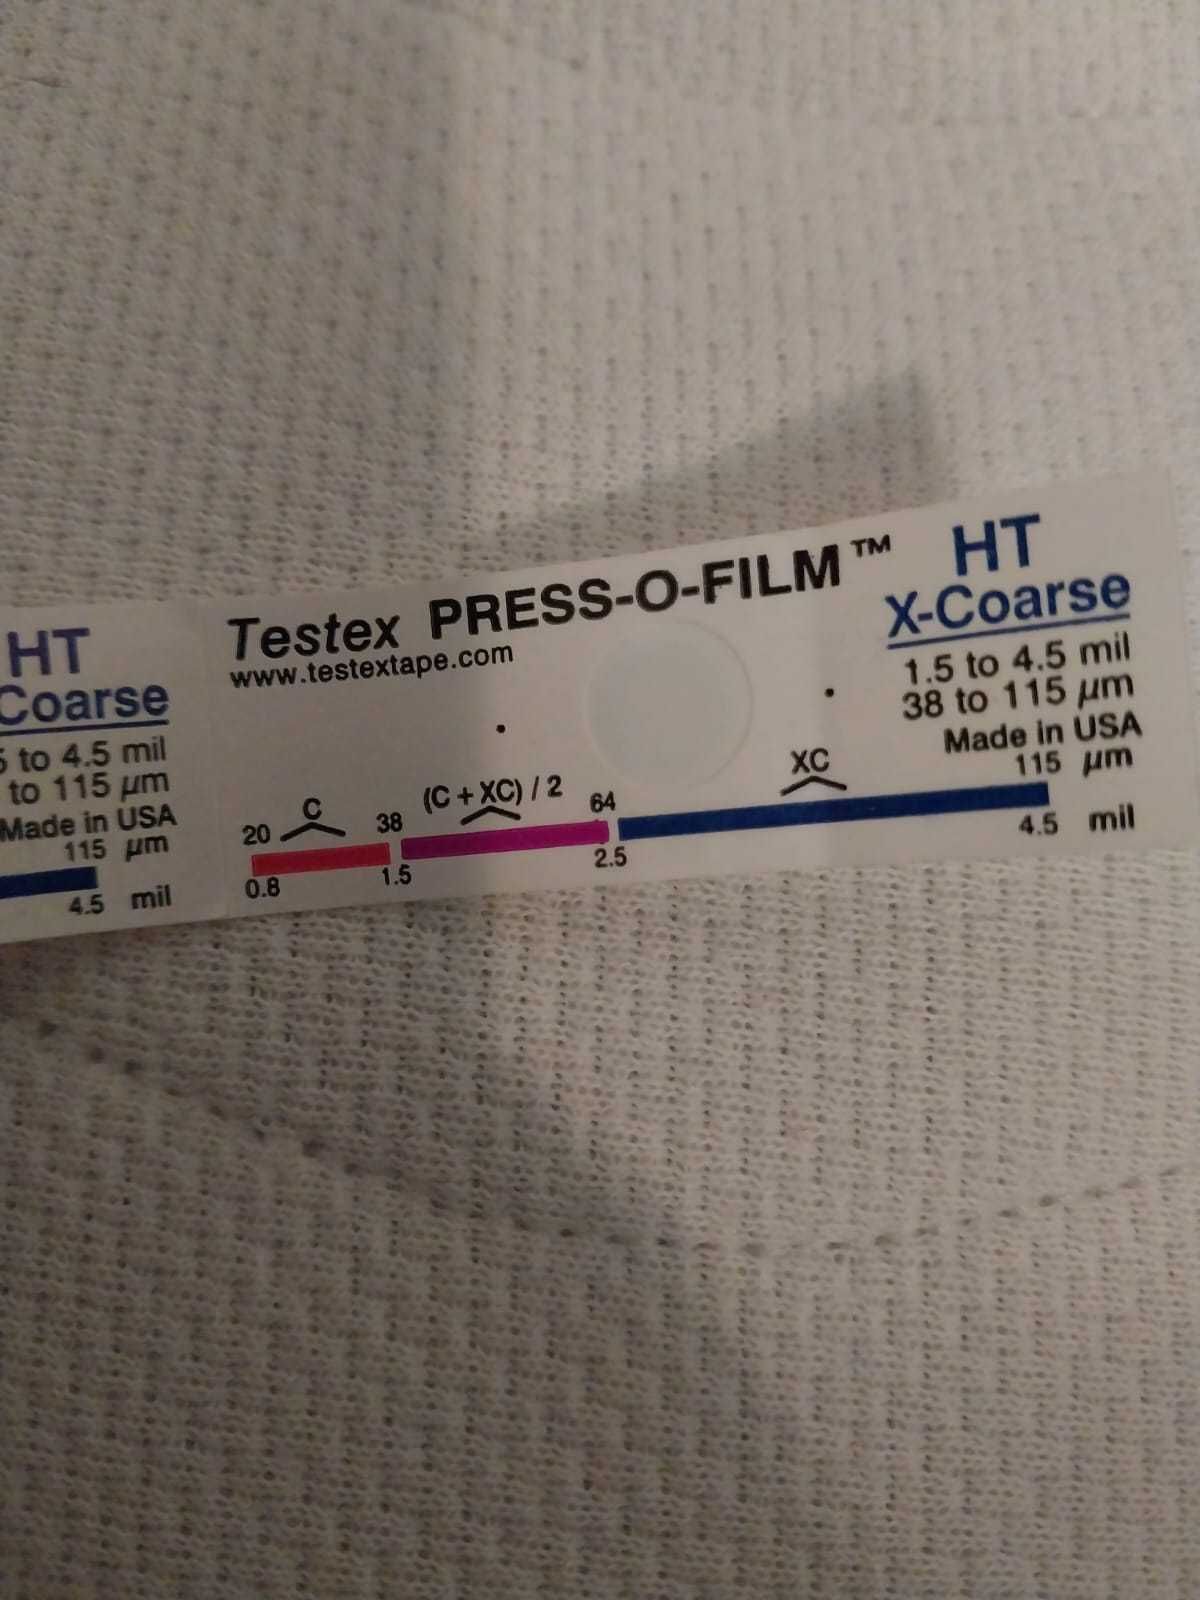 HT
Coarse
to 4.5 mil
to 115 µm
Made in USA
115 µm
4.5 mil
Testex PRESS-O-FILM™
www.testextape.com
HT
X-Coarse
1.5 to 4.5 mil
38 to 115 µm
Made in USA
20 C 38 (C + XC) / 2 64 XC 115 µm
0.8 1.5 2.5 4.5 mil